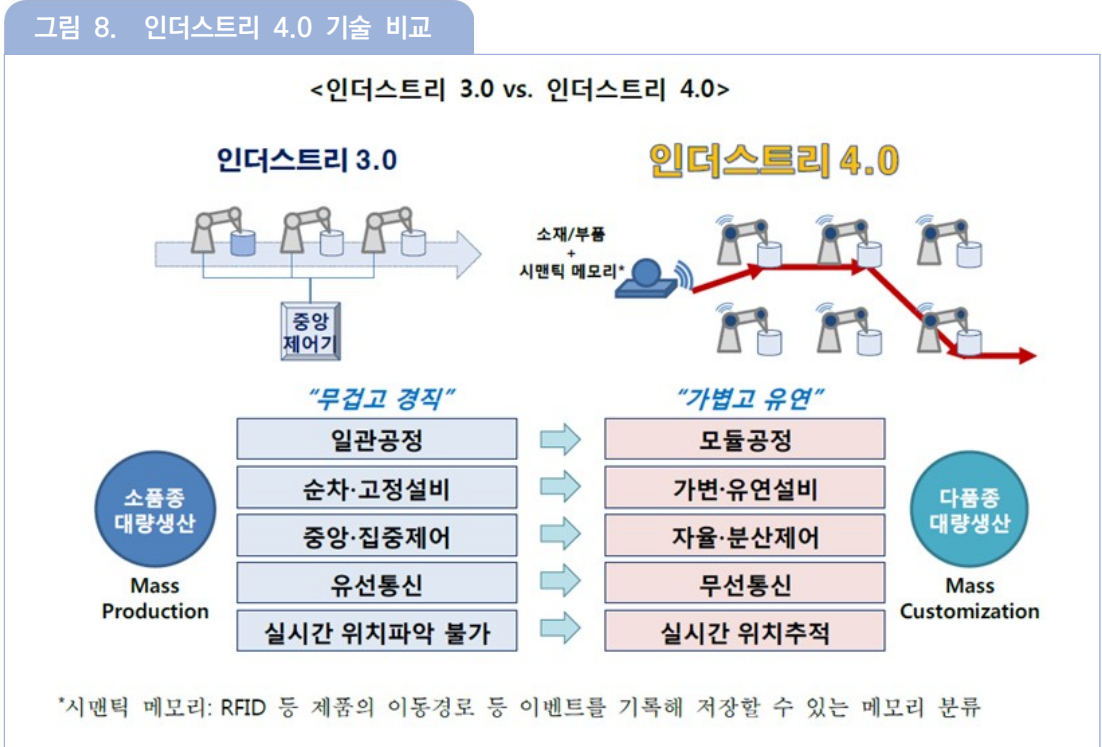 그림 8. 인더스트리 4.0 기술 비교
<인더스트리 3.0 vs. 인더스트리 4.0>
인더스트리 3.0
인더스트리 4.0
소재/부품
+
시맨틱 메모리*
중앙
제어기
"무겁고 경직"
"가볍고 유연"
일관공정
모듈공정
순차·고정설비
가변·유연설비
중앙·집중제어
자율·분산제어
유선통신
무선통신
실시간 위치파악 불가
실시간 위치추적
소품종
대량생산
Mass
Production
다품종
대량생산
Mass
Customization
*시맨틱 메모리: RFID 등 제품의 이동경로 등 이벤트를 기록해 저장할 수 있는 메모리 분류